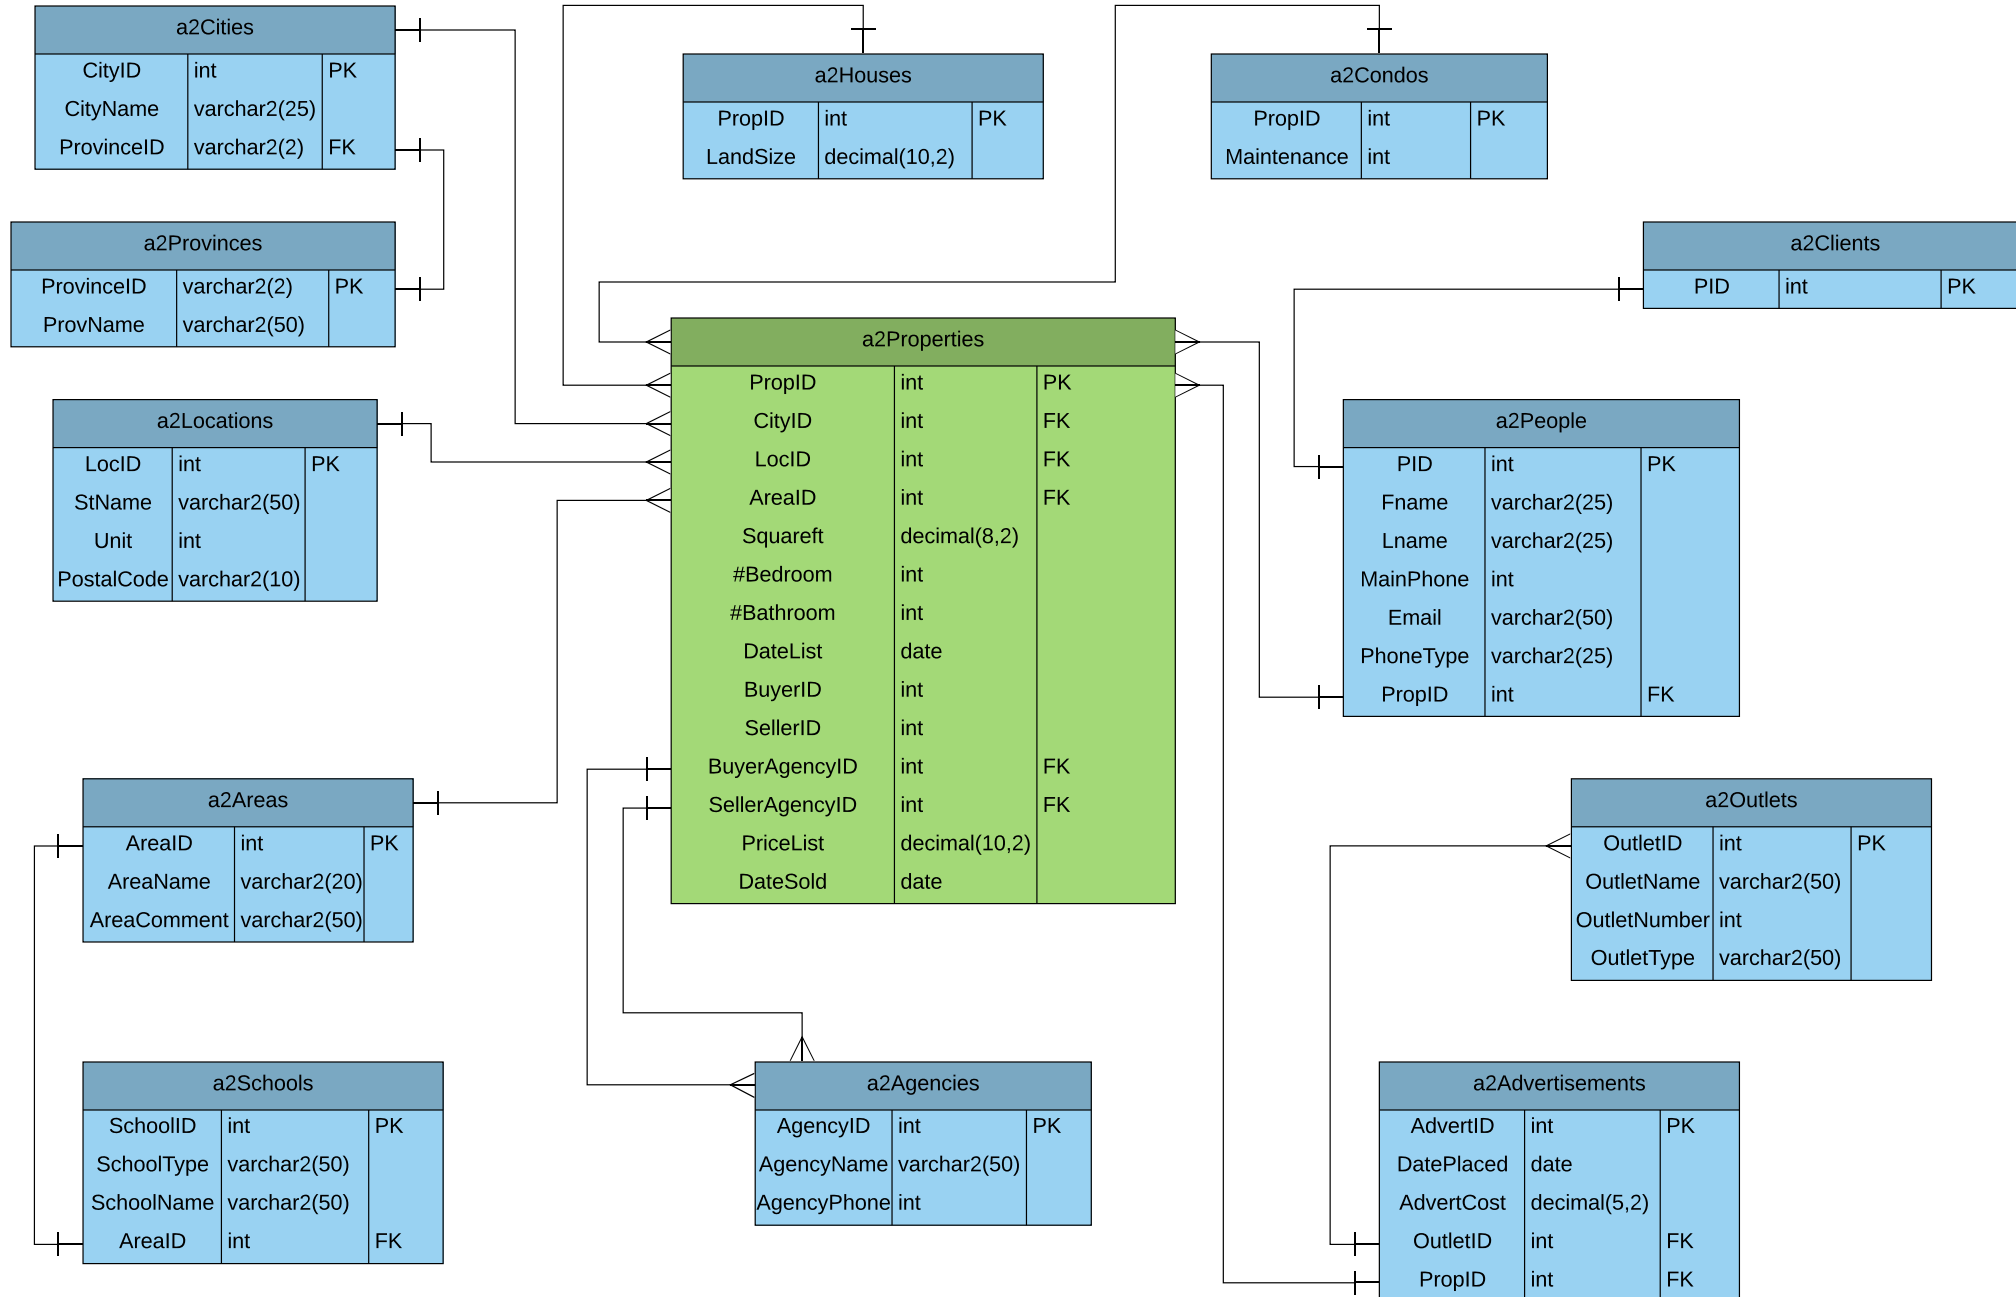 a2Cities
CityID int PK
CityName varchar2(25)
ProvinceID varchar2(2) FK
a2Houses
PropID int PK
LandSize decimal(10,2)
a2Condos
PropID int PK
Maintenance int
a2Provinces
ProvinceID varchar2(2) PK
ProvName varchar2(50)
a2Clients
PID int PK
a2Properties
PropID int PK
CityID int FK
LocID int FK
AreaID int FK
Squareft decimal(8,2)
#Bedroom int
#Bathroom int
DateList date
BuyerID int
SellerID int
BuyerAgencyID int FK
SellerAgencyID int FK
PriceList decimal(10,2)
DateSold date
a2Locations
LocID int PK
StName varchar2(50)
Unit int
PostalCode varchar2(10)
a2People
PID int PK
Fname varchar2(25)
Lname varchar2(25)
MainPhone int
Email varchar2(50)
PhoneType varchar2(25)
PropID int FK
a2Areas
AreaID int PK
AreaName varchar2(20)
AreaComment varchar2(50)
a2Outlets
OutletID int PK
OutletName varchar2(50)
OutletNumber int
OutletType varchar2(50)
a2Schools
SchoolID int PK
SchoolType varchar2(50)
SchoolName varchar2(50)
AreaID int FK
a2Agencies
AgencyID int PK
AgencyName varchar2(50)
AgencyPhone int
a2Advertisements
AdvertID int PK
DatePlaced date
AdvertCost decimal(5,2)
OutletID int FK
PropID int FK